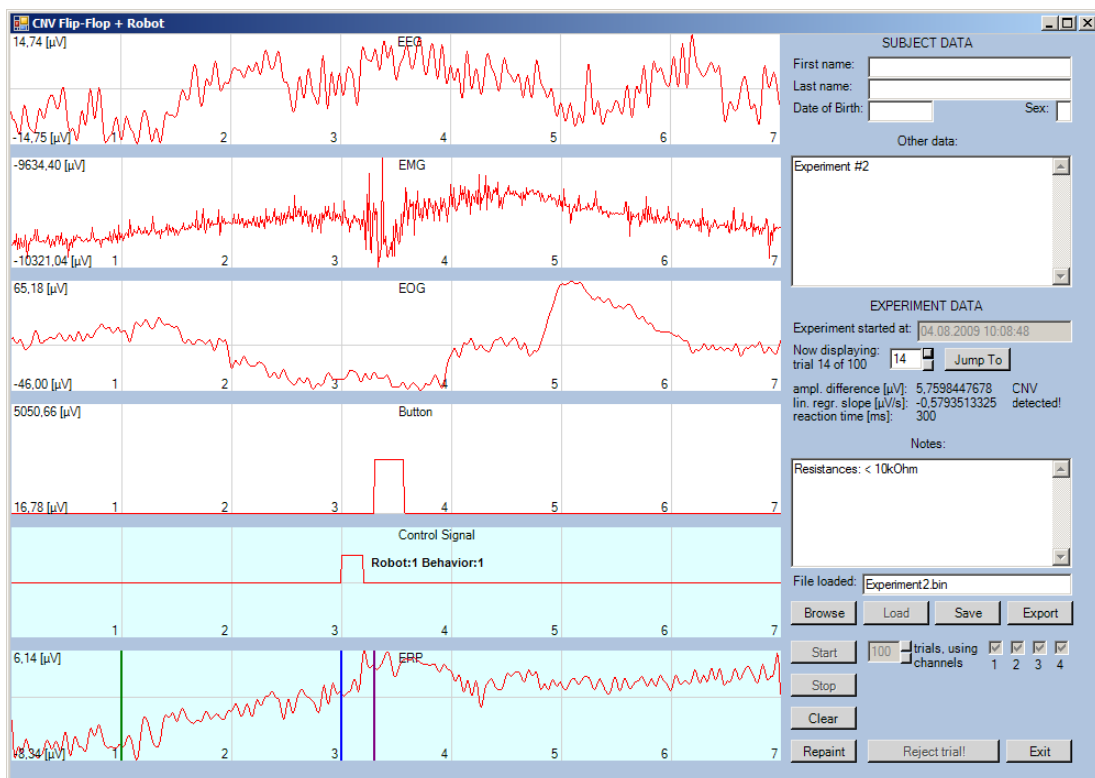 CNV Flip-Flop + Robot
14,74 [µV]
EEG
-14,75 [µV]
1 2 3 4 5 6 7
-9634,40 [µV]
EMG
-10321,04 [µV]
1 2 3 4 5 6 7
65,18 [µV]
EOG
-46,00 [µV]
1 2 3 4 5 6 7
5050,66 [µV]
Button
16,78 [µV]
1 2 3 4 5 6 7
Control Signal
Robot:1 Behavior:1
1 2 3 4 5 6 7
6,14 [µV]
ERP
-8,34 [µV]
1 2 3 4 5 6 7
SUBJECT DATA
First name:
Last name:
Date of Birth: Sex:
Other data:
Experiment #2
EXPERIMENT DATA
Experiment started at: 04.08.2009 10:08:48
Now displaying:
trial 14 of 100 14 Jump To
ampl. difference [µV]: 5,7598447678 CNV
lin. regr. slope [µV/s]: -0,5793513325 detected!
reaction time [ms]: 300
Notes:
Resistances: < 10kOhm
File loaded: Experiment2.bin
Browse Load Save Export
Start 100 trials, using
channels 1 2 3 4
Stop
Clear
Repaint Reject trial! Exit